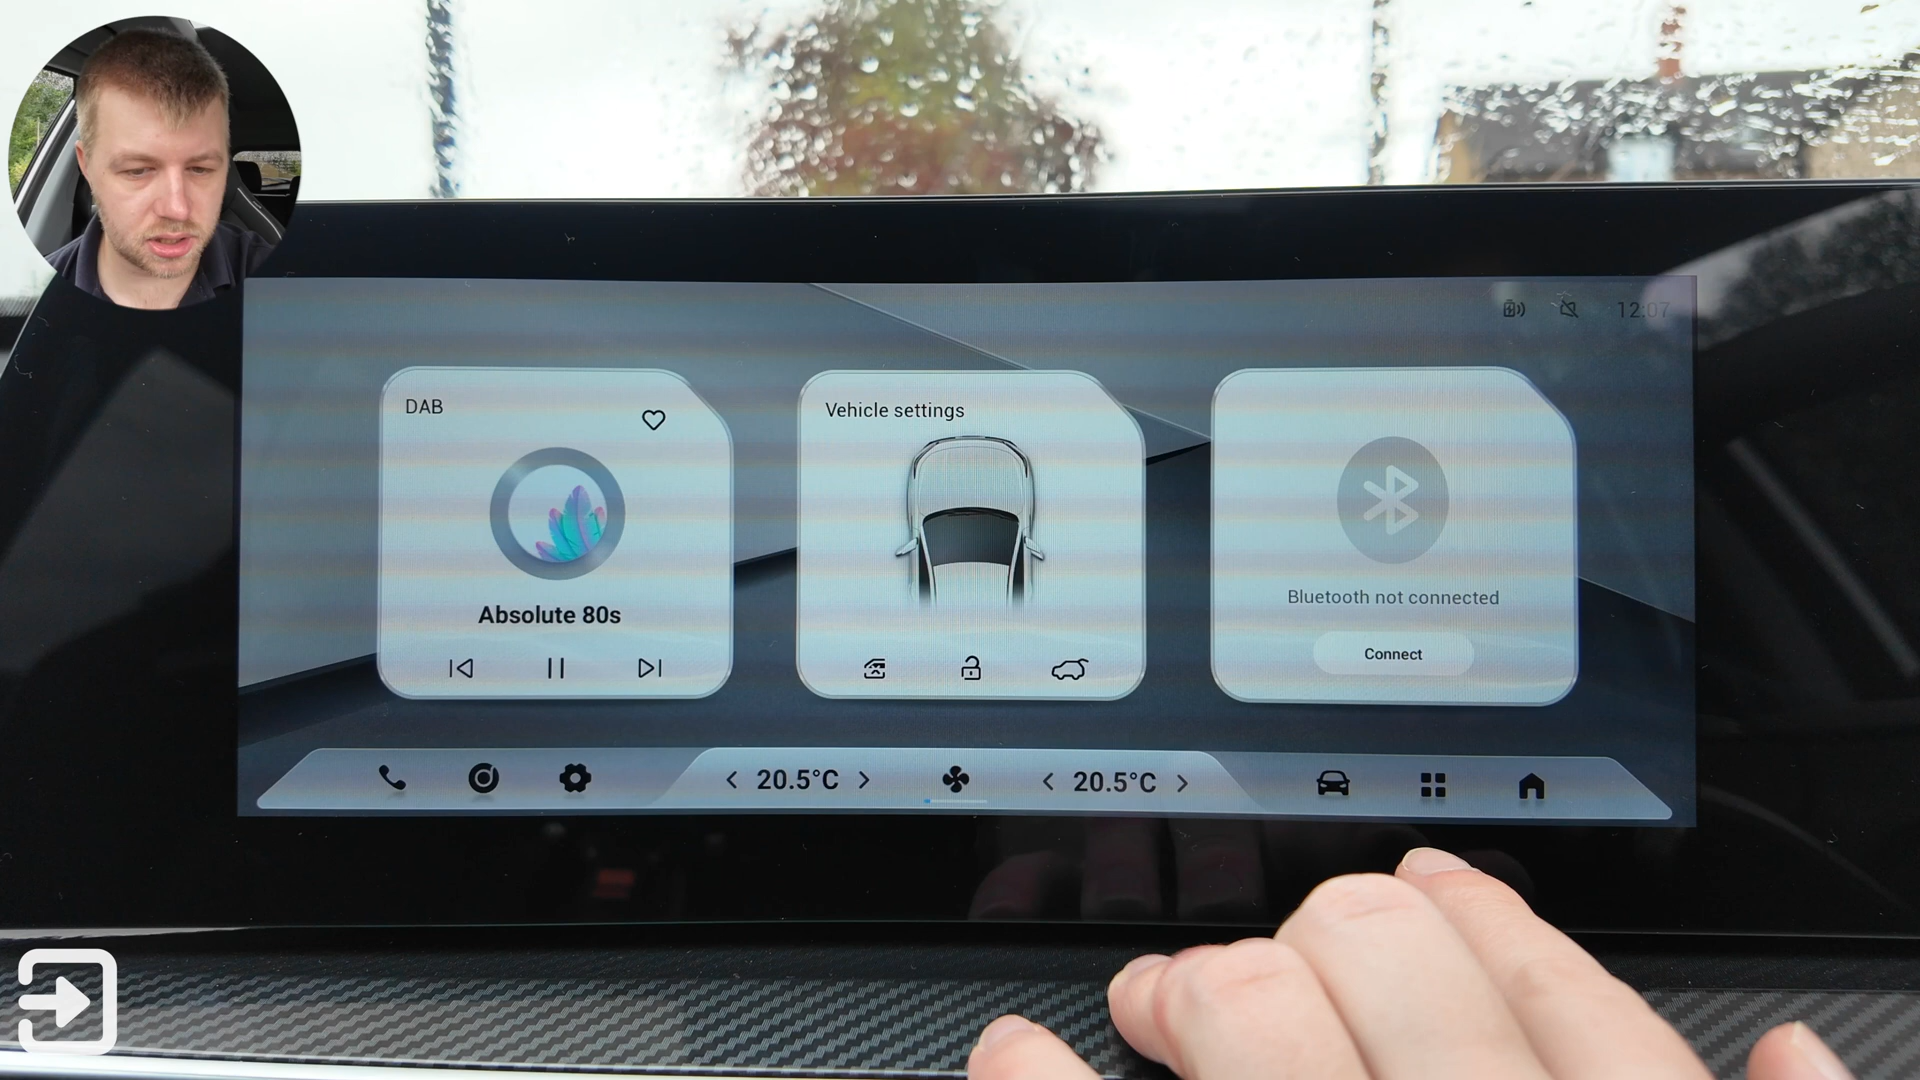 12:07
DAB
Absolute 80s
Vehicle settings
Bluetooth not connected
Connect
20.5°C
20.5°C